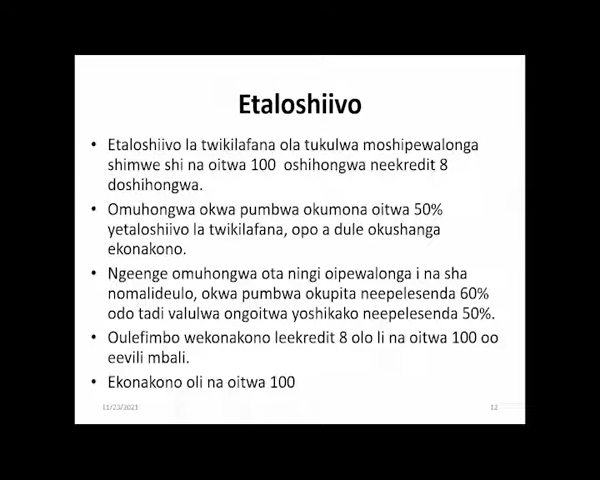 Etaloshiivo
• Etaloshiivo la twikilafana ola tukulwa moshipewalonga
shimwe shi na oitwa 100 oshihongwa neekredit 8
doshihongwa.
• Omuhongwa okwa pumbwa okumona oitwa 50%
yetaloshiivo la twikilafana, opo a dule okushanga
ekonakono.
• Ngeenge omuhongwa ota ningi oipewalonga i na sha
nomalideulo, okwa pumbwa okupita neepelesenda 60%
odo tadi valulwa ongoitwa yoshikako neepelesenda 50%.
• Oulefimbo wekonakono leekredit 8 olo li na oitwa 100 oo
eevili mbali.
• Ekonakono oli na oitwa 100
11/23/2021
12